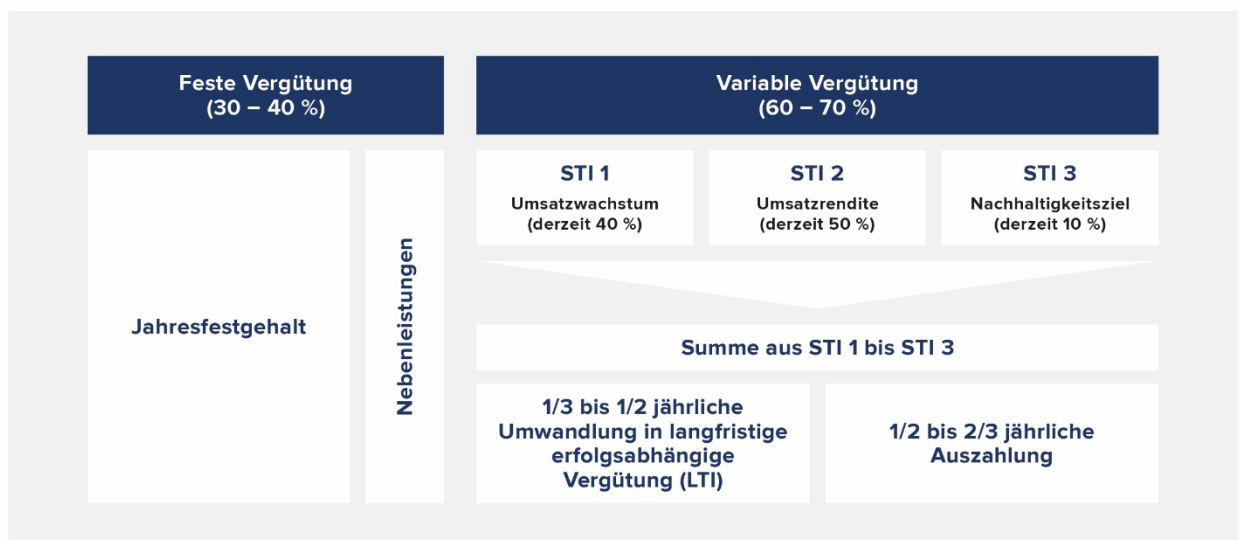 Feste Vergütung
(30 – 40 %)
Variable Vergütung
(60 – 70 %)
Jahresfestgehalt
Nebenleistungen
STI 1
Umsatzwachstum
(derzeit 40 %)
STI 2
Umsatzrendite
(derzeit 50 %)
STI 3
Nachhaltigkeitsziel
(derzeit 10 %)
Summe aus STI 1 bis STI 3
1/3 bis 1/2 jährliche
Umwandlung in langfristige
erfolgsabhängige
Vergütung (LTI)
1/2 bis 2/3 jährliche
Auszahlung